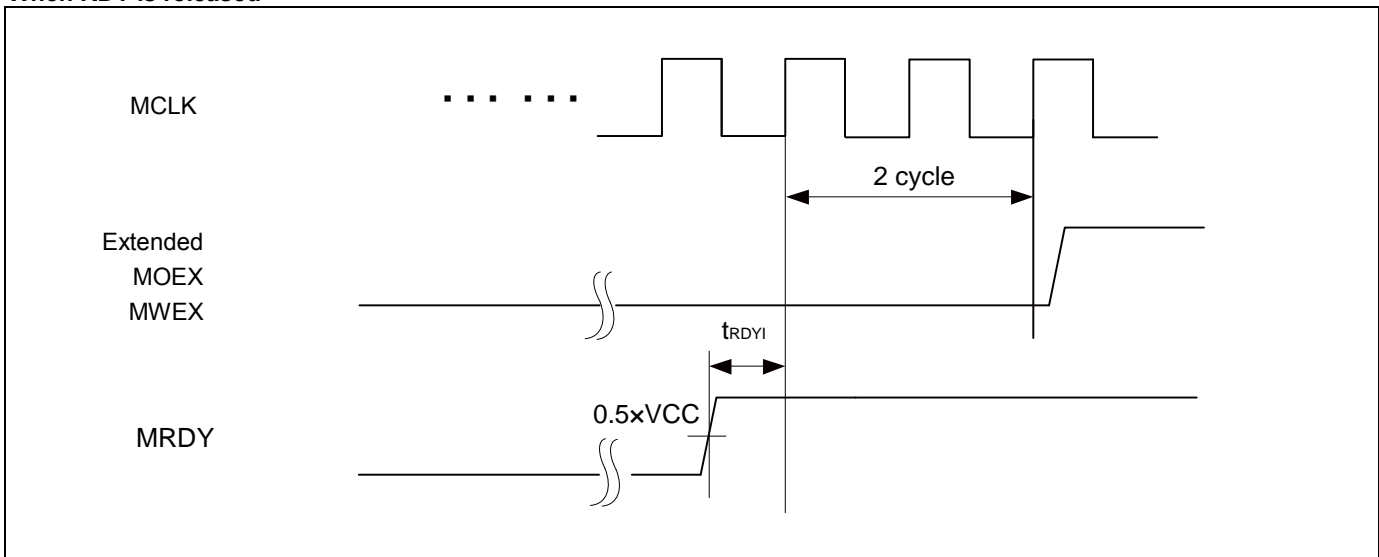 When RDY is released
MCLK
2 cycle
Extended
MOEX
MWEX
tRDYI
0.5×VCC
MRDY